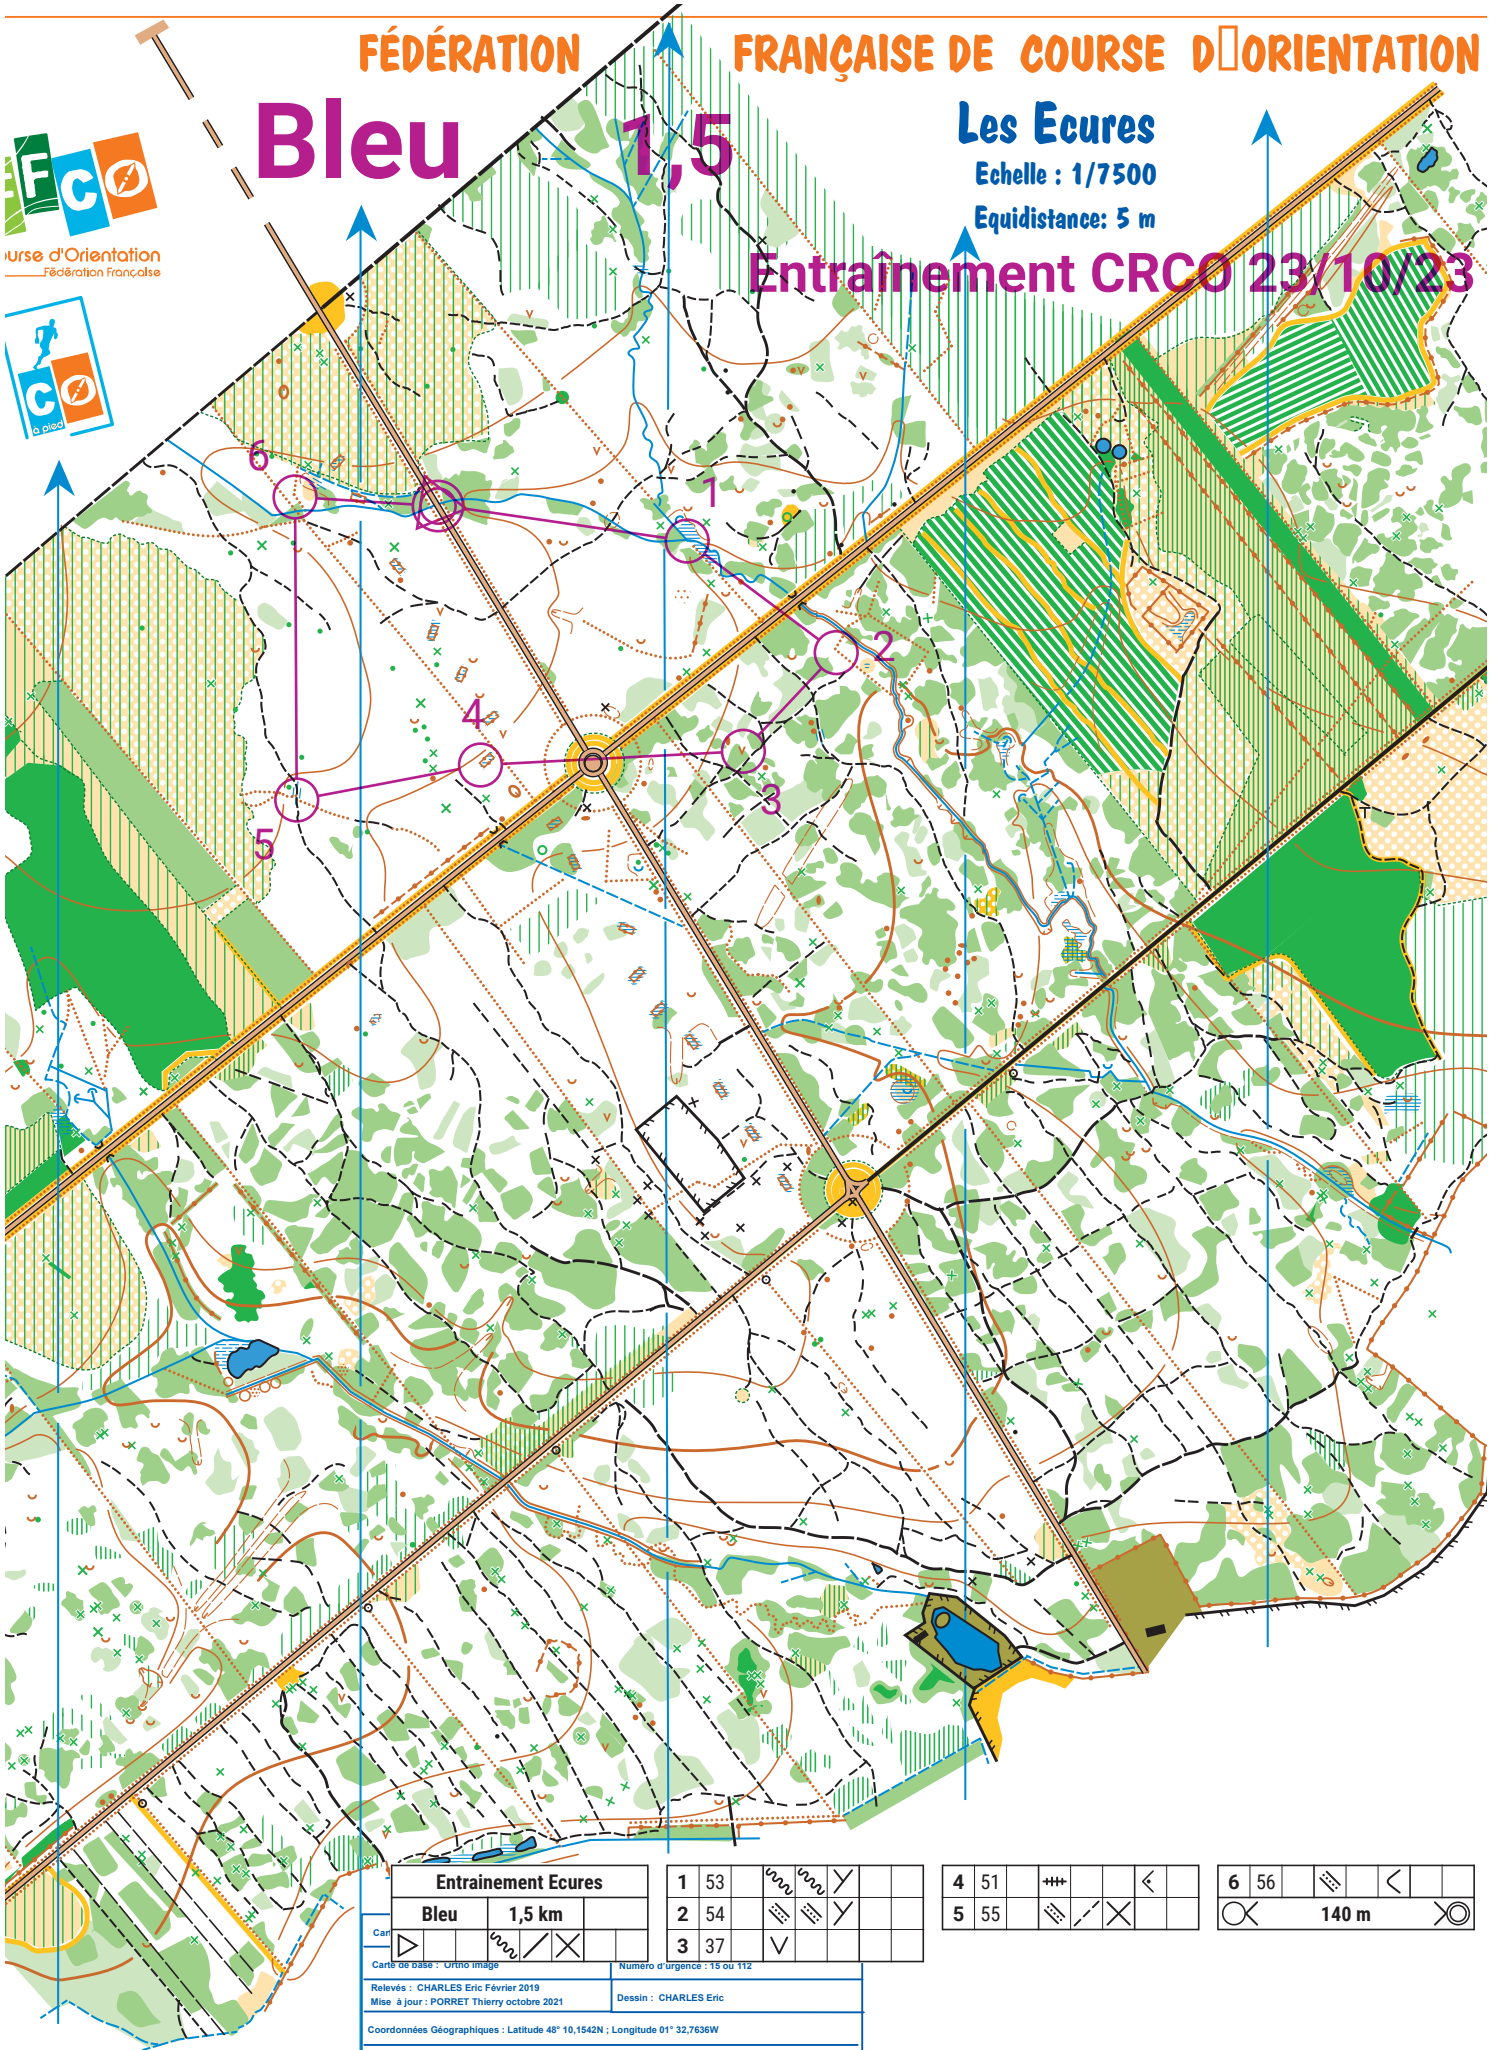 FÉDÉRATION FRANÇAISE DE COURSE D▯ORIENTATION
Bleu 1,5
Les Ecures
Echelle : 1/7500
Equidistance: 5 m
Entraînement CRCO 23/10/23
FFCO
urse d'Orientation
Fédération Française
CO
à pied
6
1
2
4
3
5
Entrainement Ecures
Bleu 1,5 km
1 53
2 54
3 37
4 51
5 55
6 56
140 m
Cart
Carte de base : Ortho image
Numéro d'urgence : 15 ou 112
Relevés : CHARLES Eric Février 2019
Mise à jour : PORRET Thierry octobre 2021
Dessin : CHARLES Eric
Coordonnées Géographiques : Latitude 48° 10,1542N ; Longitude 01° 32,7636W